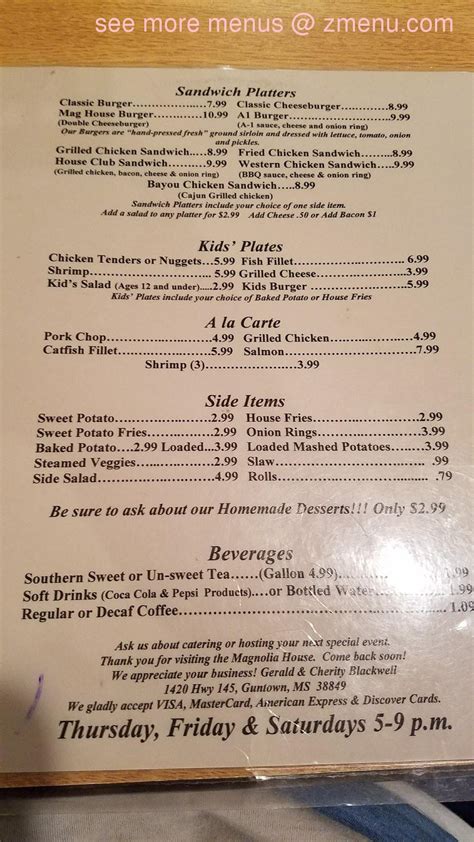 see more menus @ zmenu.com
Sandwich Platters
Classic Burger..............7.99 Classic Cheeseburger..........8.99
Mag House Burger...........10.99 A1 Burger.........................9.99
(Double Cheeseburger) (A-1 sauce, cheese and onion ring)
Our Burgers are "hand-pressed fresh" ground sirloin and dressed with lettuce, tomato, onion
and pickles.
Grilled Chicken Sandwich.....8.99 Fried Chicken Sandwich........8.99
House Club Sandwich..........9.99 Western Chicken Sandwich....9.99
(Grilled chicken, bacon, cheese & onion ring) (BBQ sauce, cheese, and onion ring)
Bayou Chicken Sandwich.....8.99
(Cajun Grilled chicken)
Sandwich Platters include your choice of one side item.
Add a salad to any platter for $2.99 Add Cheese .50 or Add Bacon $1
Kids' Plates
Chicken Tenders or Nuggets...5.99 Fish Fillet........................6.99
Shrimp.............................. 5.99 Grilled Cheese....................3.99
Kid's Salad (Ages 12 and under).....2.99 Kids Burger ......................5.99
Kids' Plates include your choice of Baked Potato or House Fries
A la Carte
Pork Chop.....................4.99 Grilled Chicken...................4.99
Catfish Fillet..................5.99 Salmon..............................7.99
Shrimp (3)....................3.99
Side Items
Sweet Potato..................2.99 House Fries.........................2.99
Sweet Potato Fries...........2.99 Onion Rings.......................2.99
Baked Potato....2.99 Loaded...3.99 Loaded Mashed Potatoes....3.99
Steamed Veggies..............2.99 Slaw.................................. .99
Side Salad......................4.99 Rolls.................................. .79
Be sure to ask about our Homemade Desserts!!! Only $2.99
Beverages
Southern Sweet or Un-sweet Tea......(Gallon 4.99)....................
Soft Drinks (Coca Cola & Pepsi Products)....or Bottled Water............1.99
Regular or Decaf Coffee..............................................1.09
Ask us about catering or hosting your next special event.
Thank you for visiting the Magnolia House. Come back soon!
We appreciate your business! Gerald & Cherity Blackwell
1420 Hwy 145, Guntown, MS 38849
We gladly accept VISA, MasterCard, American Express & Discover Cards.
Thursday, Friday & Saturdays 5-9 p.m.